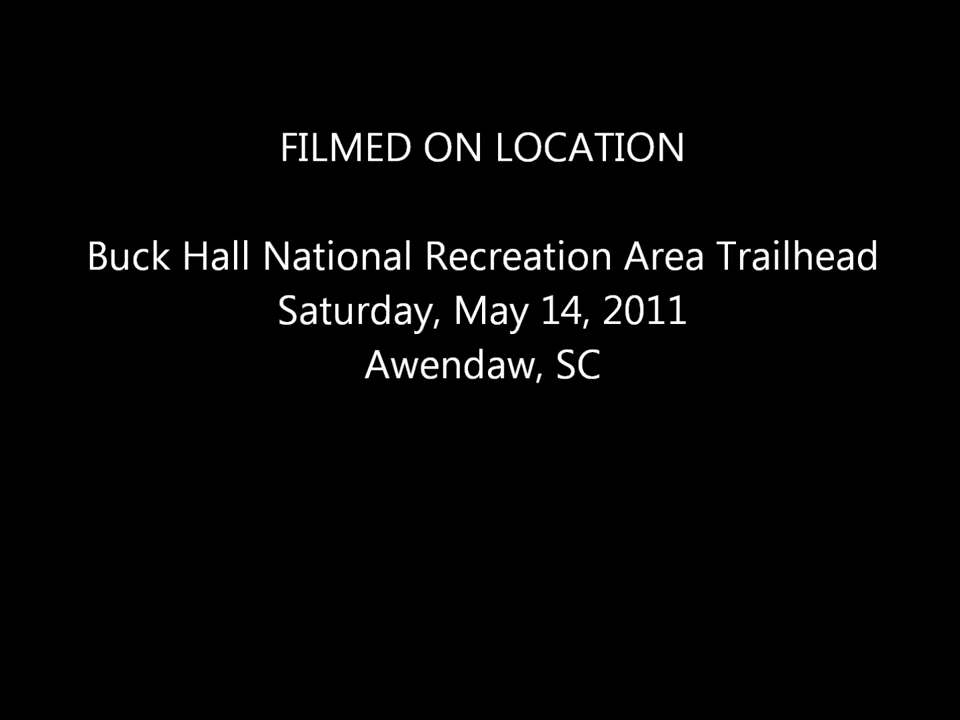 FILMED ON LOCATION
Buck Hall National Recreation Area Trailhead
Saturday, May 14, 2011
Awendaw, SC